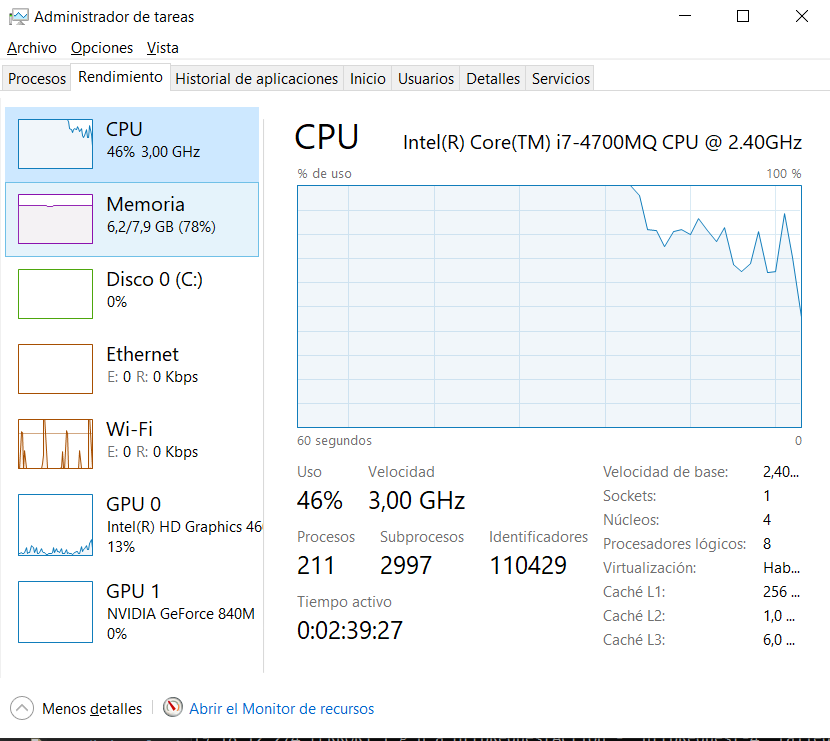 Administrador de tareas
Archivo Opciones Vista
Procesos Rendimiento Historial de aplicaciones Inicio Usuarios Detalles Servicios
CPU
46% 3,00 GHz
Memoria
6,2/7,9 GB (78%)
Disco 0 (C:)
0%
Ethernet
E: 0 R: 0 Kbps
Wi-Fi
E: 0 R: 0 Kbps
GPU 0
Intel(R) HD Graphics 46
13%
GPU 1
NVIDIA GeForce 840M
0%
CPU Intel(R) Core(TM) i7-4700MQ CPU @ 2.40GHz
% de uso 100 %
60 segundos 0
Uso Velocidad
46% 3,00 GHz
Procesos Subprocesos Identificadores
211 2997 110429
Tiempo activo
0:02:39:27
Velocidad de base: 2,40...
Sockets: 1
Núcleos: 4
Procesadores lógicos: 8
Virtualización: Hab...
Caché L1: 256 ...
Caché L2: 1,0 ...
Caché L3: 6,0 ...
Menos detalles Abrir el Monitor de recursos